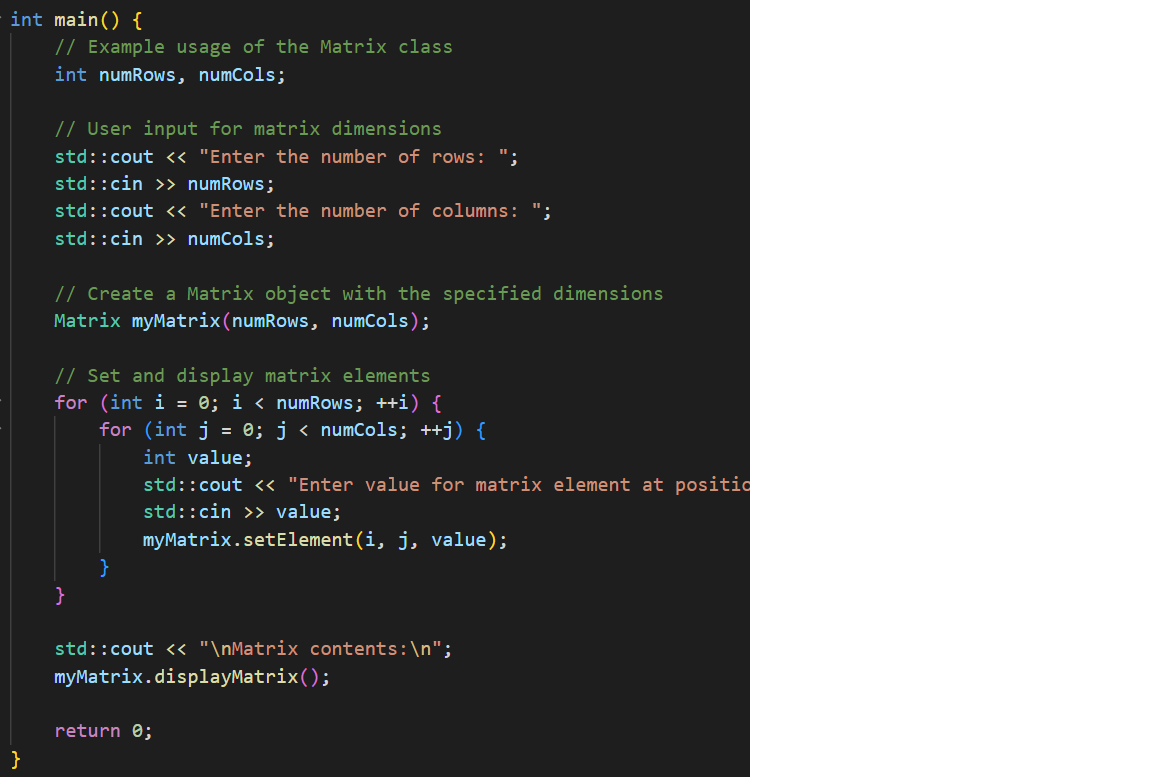 int main() {
// Example usage of the Matrix class
int numRows, numCols;
// User input for matrix dimensions
std::cout << "Enter the number of rows: ";
std::cin >> numRows;
std::cout << "Enter the number of columns: ";
std::cin >> numCols;
// Create a Matrix object with the specified dimensions
Matrix myMatrix(numRows, numCols);
// Set and display matrix elements
for (int i = 0; i < numRows; ++i) {
for (int j = 0; j < numCols; ++j) {
int value;
std::cout << "Enter value for matrix element at positio
std::cin >> value;
myMatrix.setElement(i, j, value);
}
}
std::cout << "\nMatrix contents:\n";
myMatrix.displayMatrix();
return 0;
}